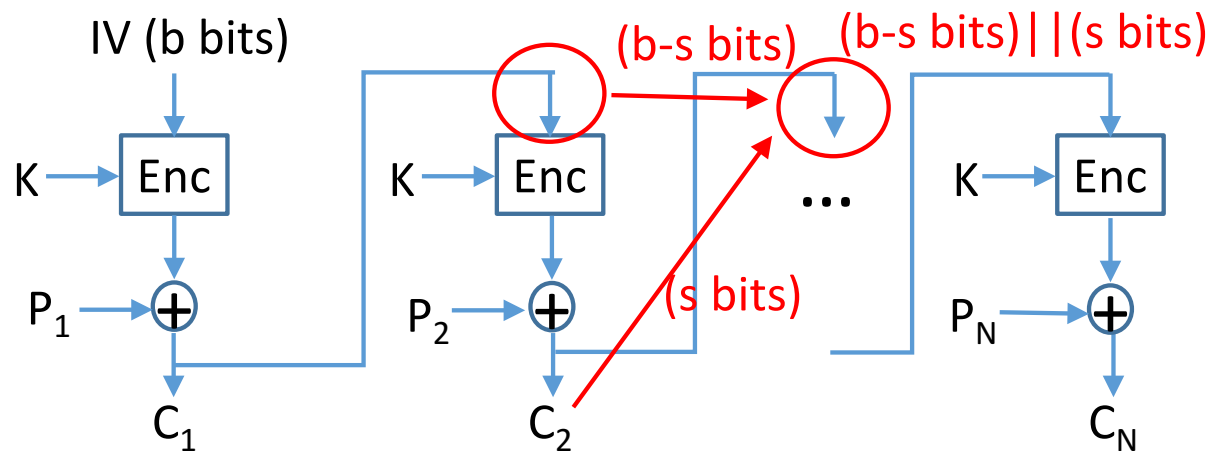 IV (b bits)
(b-s bits)
(b-s bits)||(s bits)
K
Enc
K
Enc
...
K
Enc
(s bits)
P1
+
P2
+
PN
+
C1
C2
CN